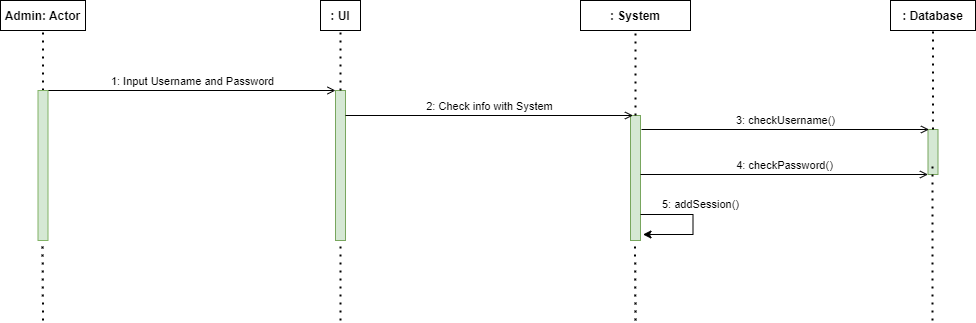 Admin: Actor
: UI
: System
: Database
1: Input Username and Password
2: Check info with System
3: checkUsername()
4: checkPassword()
5: addSession()